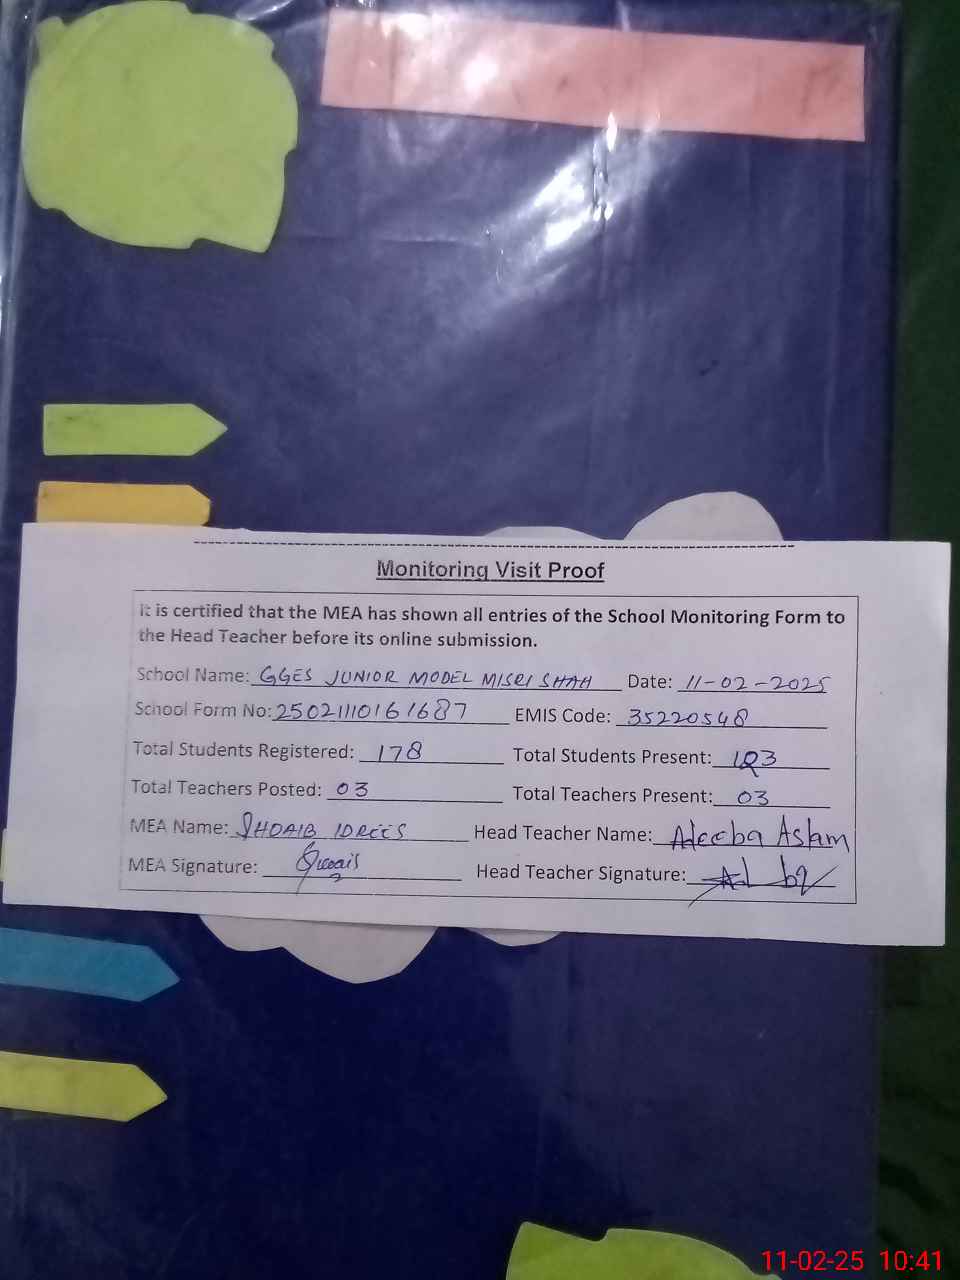 Monitoring Visit Proof
It is certified that the MEA has shown all entries of the School Monitoring Form to
the Head Teacher before its online submission.
School Name: GGES JUNIOR MODEL MISRI SHAH Date: 11-02-2025
School Form No: 25021110161687 EMIS Code: 35220548
Total Students Registered: 178 Total Students Present: 123
Total Teachers Posted: 03 Total Teachers Present: 03
MEA Name: SHOAIB IDREES Head Teacher Name: Adeeba Aslam
MEA Signature: Head Teacher Signature:
11-02-25 10:41